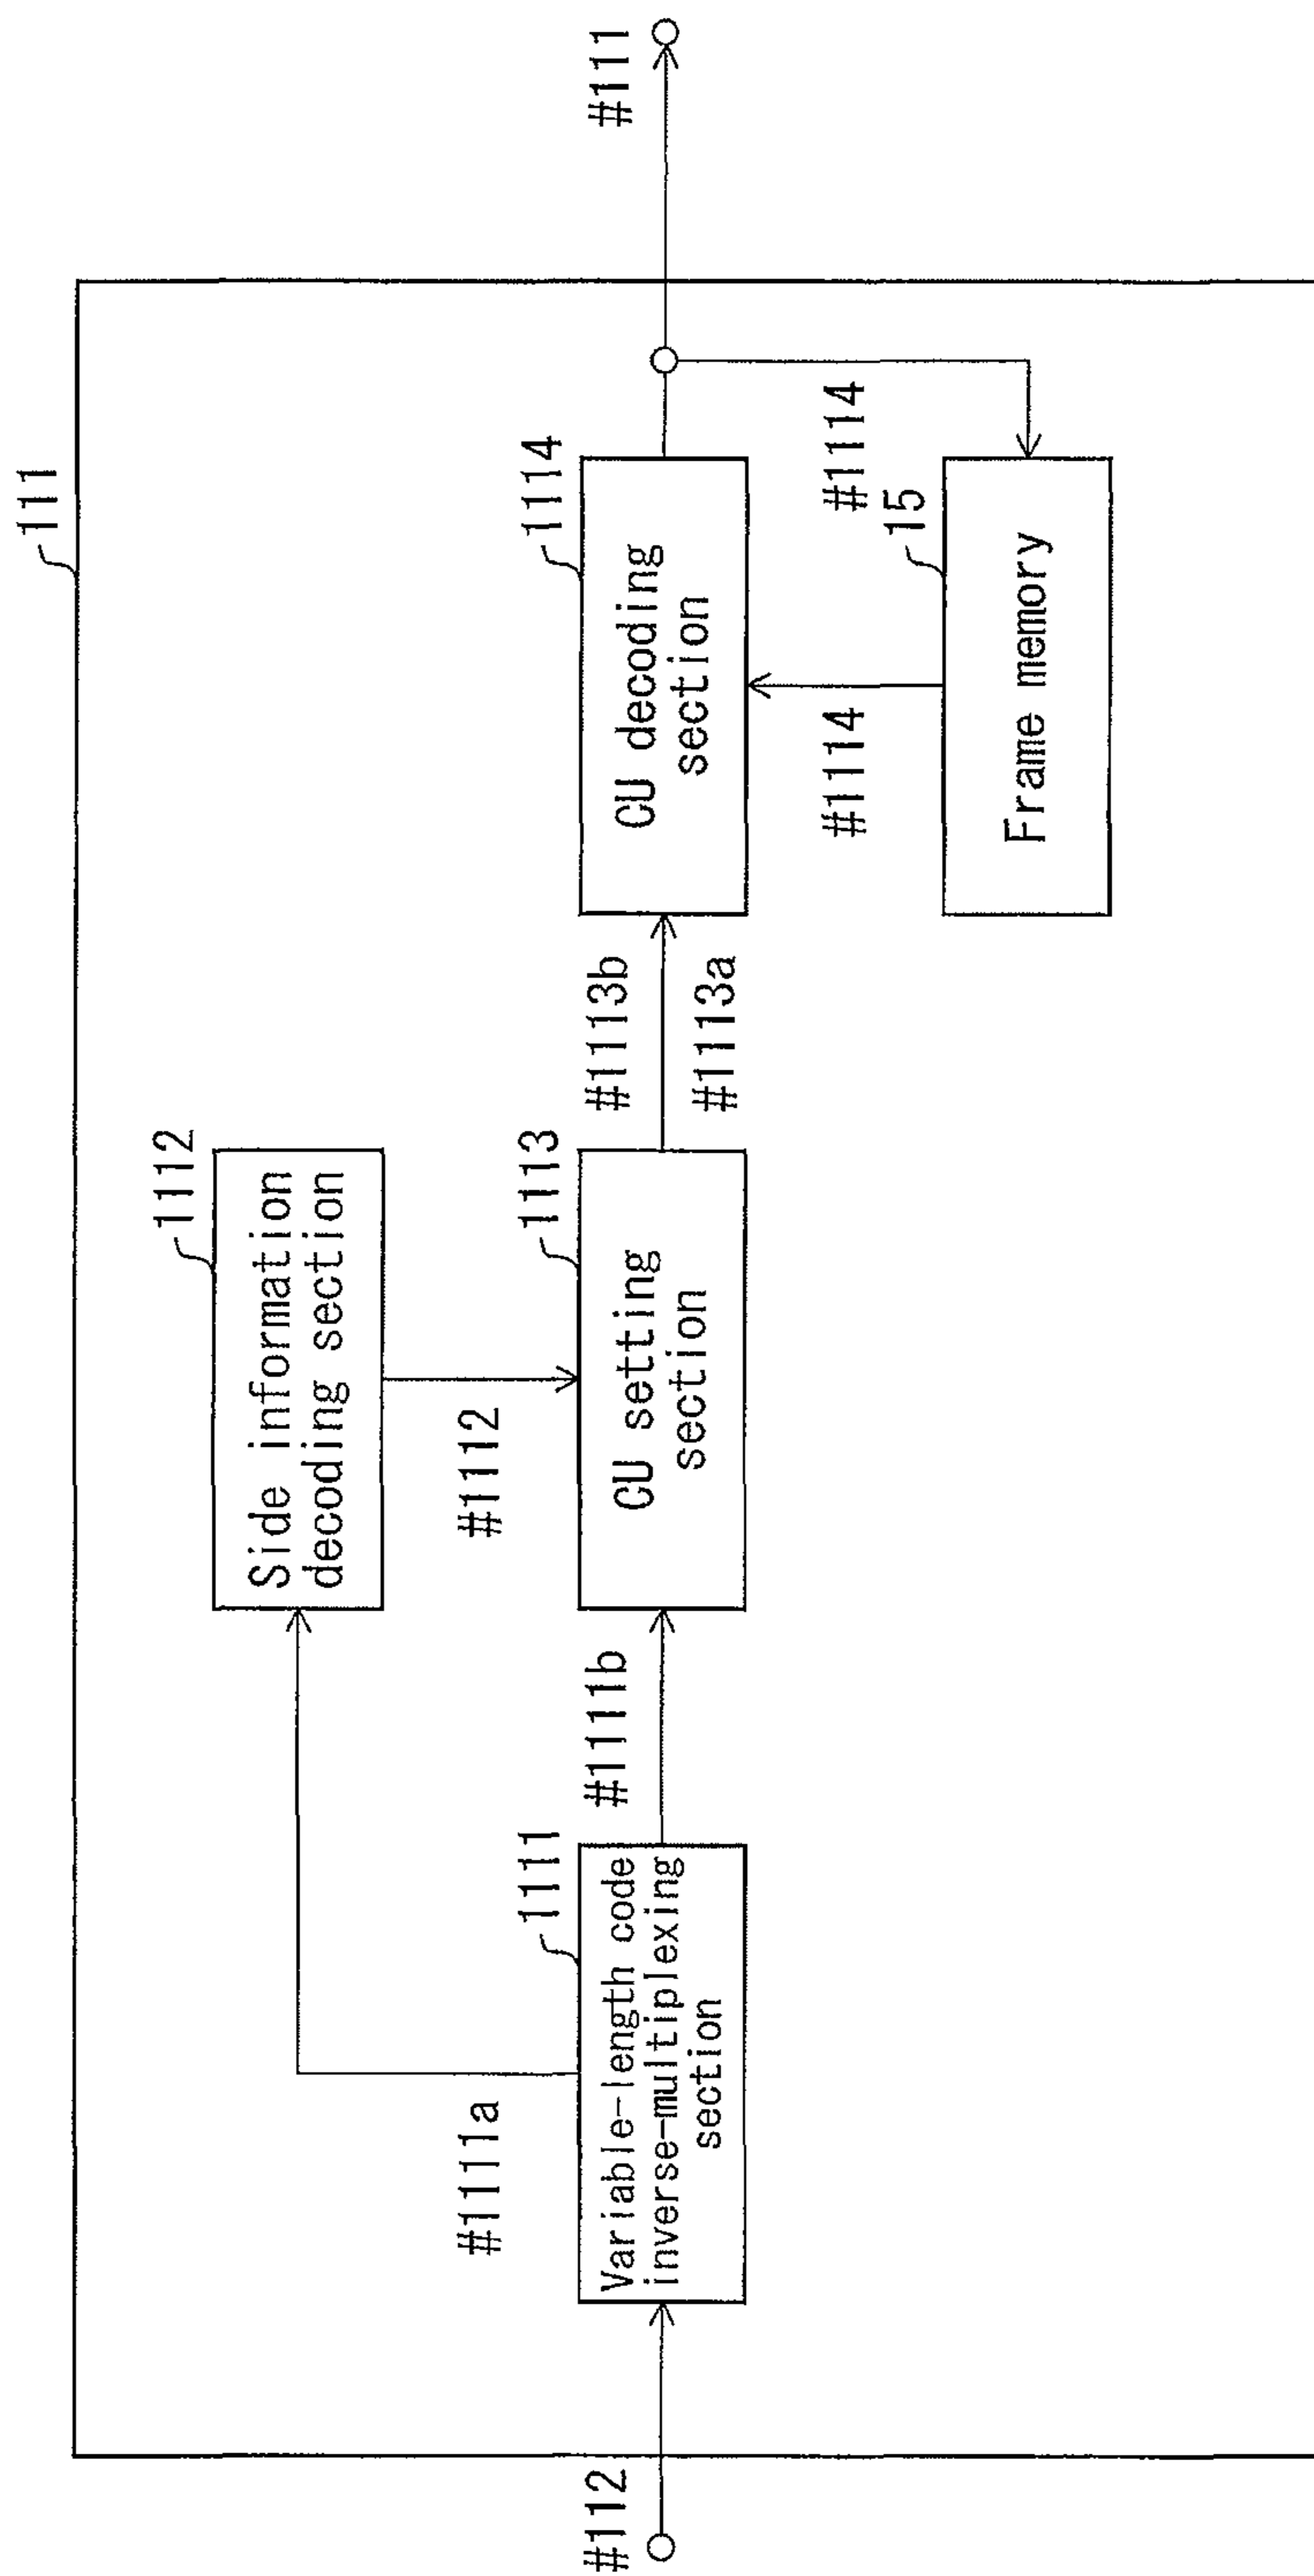 111
1112
Side information
decoding section
#1111a
#1112
#112
1111
Variable-length code
inverse-multiplexing
section
#1111b
1113
CU setting
section
#1113b
#1113a
1114
CU decoding
section
#111
#1114
#1114
15
Frame memory